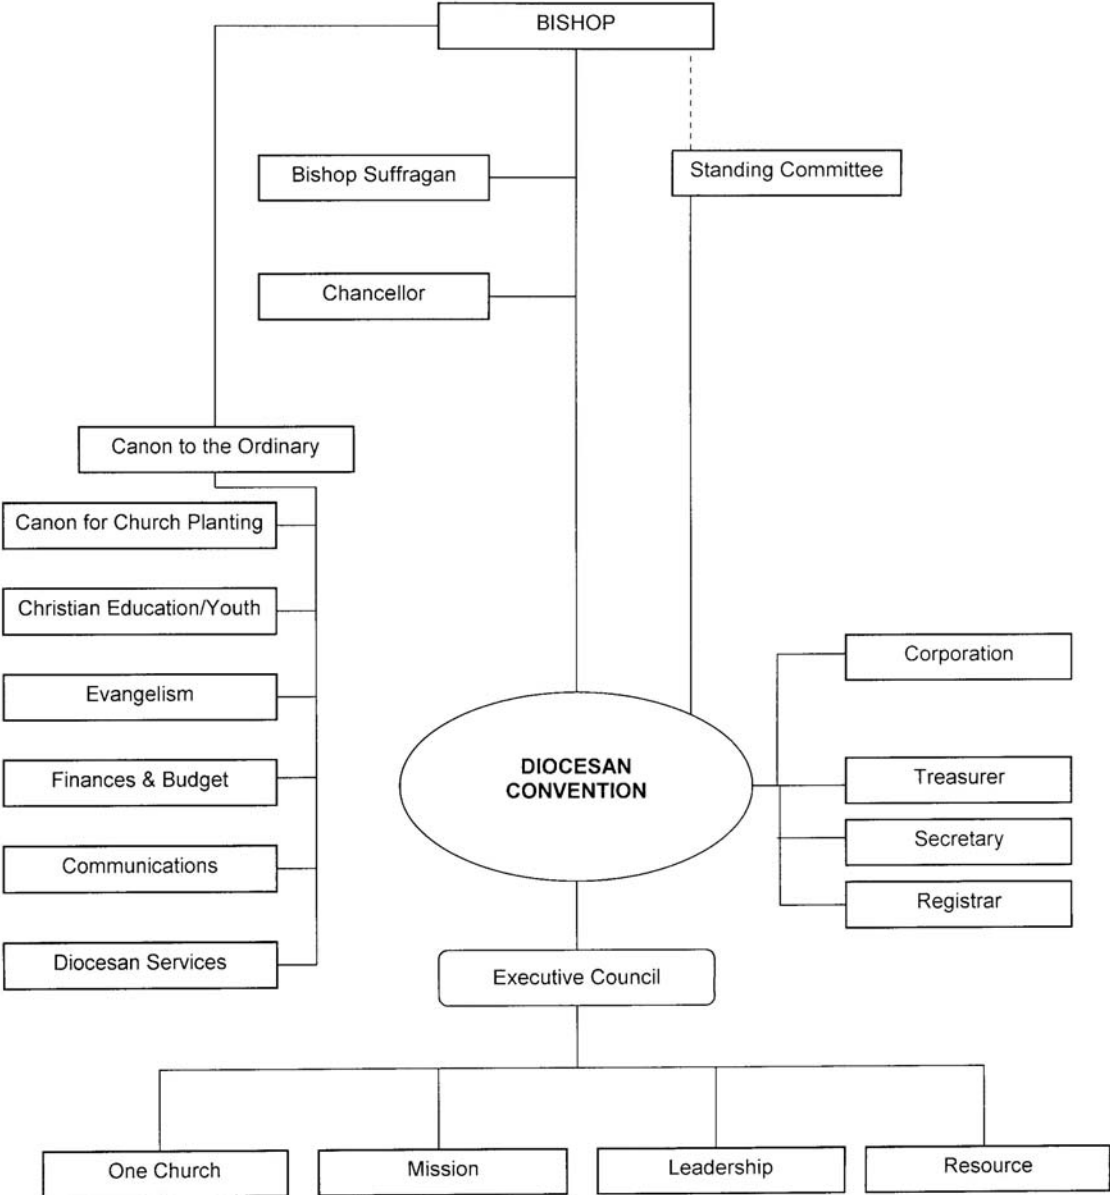 BISHOP
Bishop Suffragan
Standing Committee
Chancellor
Canon to the Ordinary
Canon for Church Planting
Christian Education/Youth
Evangelism
Finances & Budget
Communications
Diocesan Services
DIOCESAN
CONVENTION
Corporation
Treasurer
Secretary
Registrar
Executive Council
One Church
Mission
Leadership
Resource